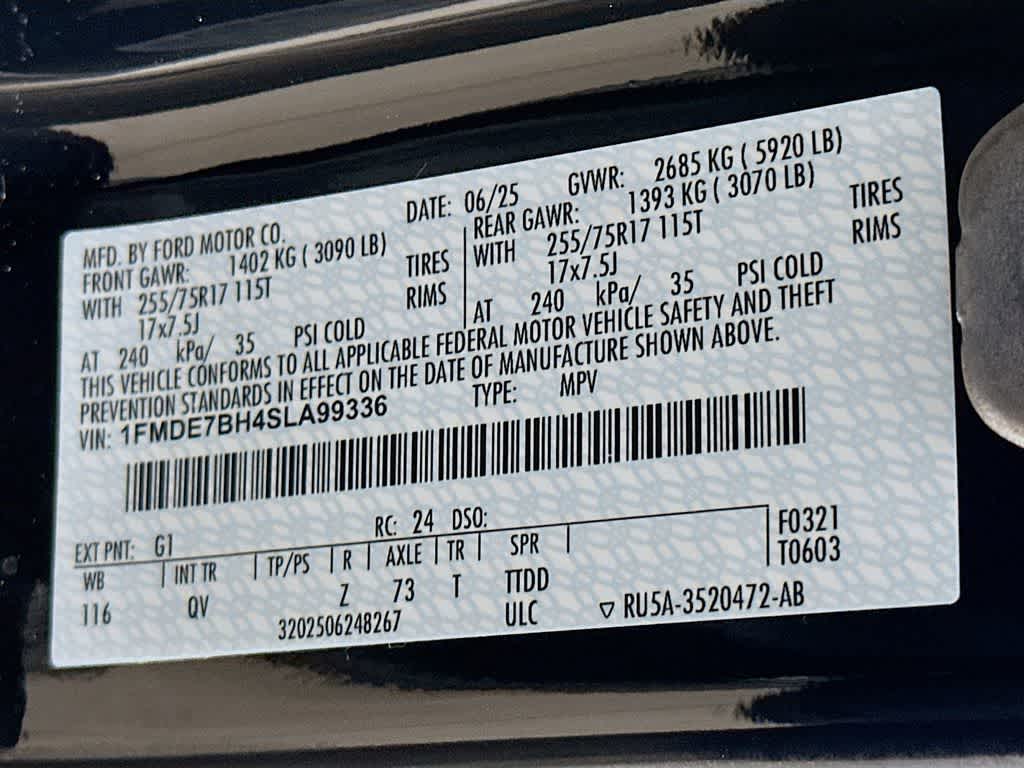 MFD. BY FORD MOTOR CO.
DATE: 06/25
GVWR: 2685 KG ( 5920 LB)
FRONT GAWR: 1402 KG ( 3090 LB)
WITH 255/75R17 115T TIRES
17x7.5J RIMS
AT 240 kPa/ 35 PSI COLD
REAR GAWR: 1393 KG ( 3070 LB)
WITH 255/75R17 115T TIRES
17x7.5J RIMS
AT 240 kPa/ 35 PSI COLD
THIS VEHICLE CONFORMS TO ALL APPLICABLE FEDERAL MOTOR VEHICLE SAFETY AND THEFT
PREVENTION STANDARDS IN EFFECT ON THE DATE OF MANUFACTURE SHOWN ABOVE.
VIN: 1FMDE7BH4SLA99336
TYPE: MPV
EXT PNT: G1 RC: 24 DSO:
WB INT TR TP/PS R AXLE TR SPR
116 QV Z 73 T TTDD
3202506248267 ULC
F0321
T0603
▽ RU5A-3520472-AB